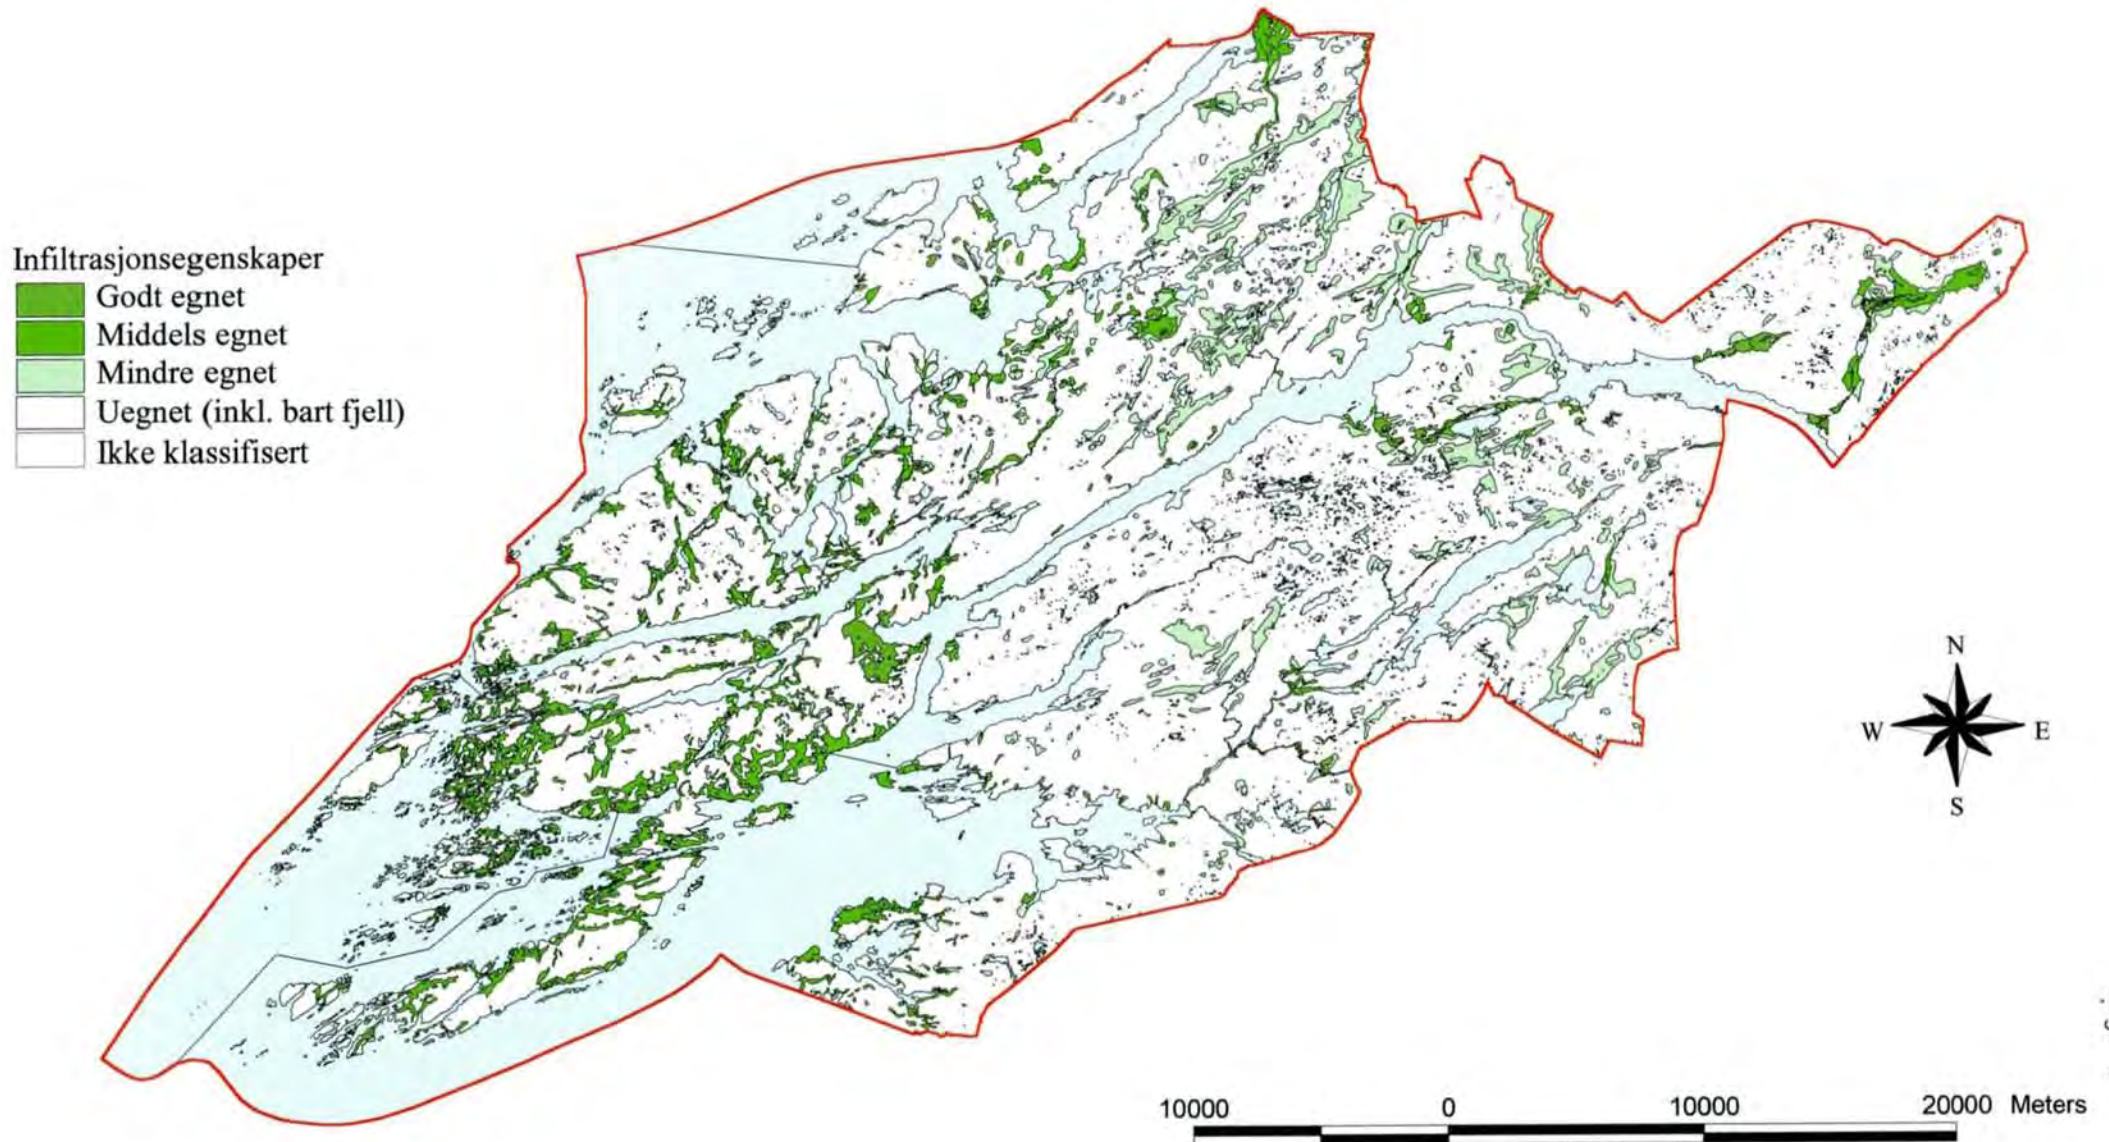 Infiltrasjonsegenskaper
Godt egnet
Middels egnet
Mindre egnet
Uegnet (inkl. bart fjell)
Ikke klassifisert
N
W E
S
10000 0 10000 20000 Meters